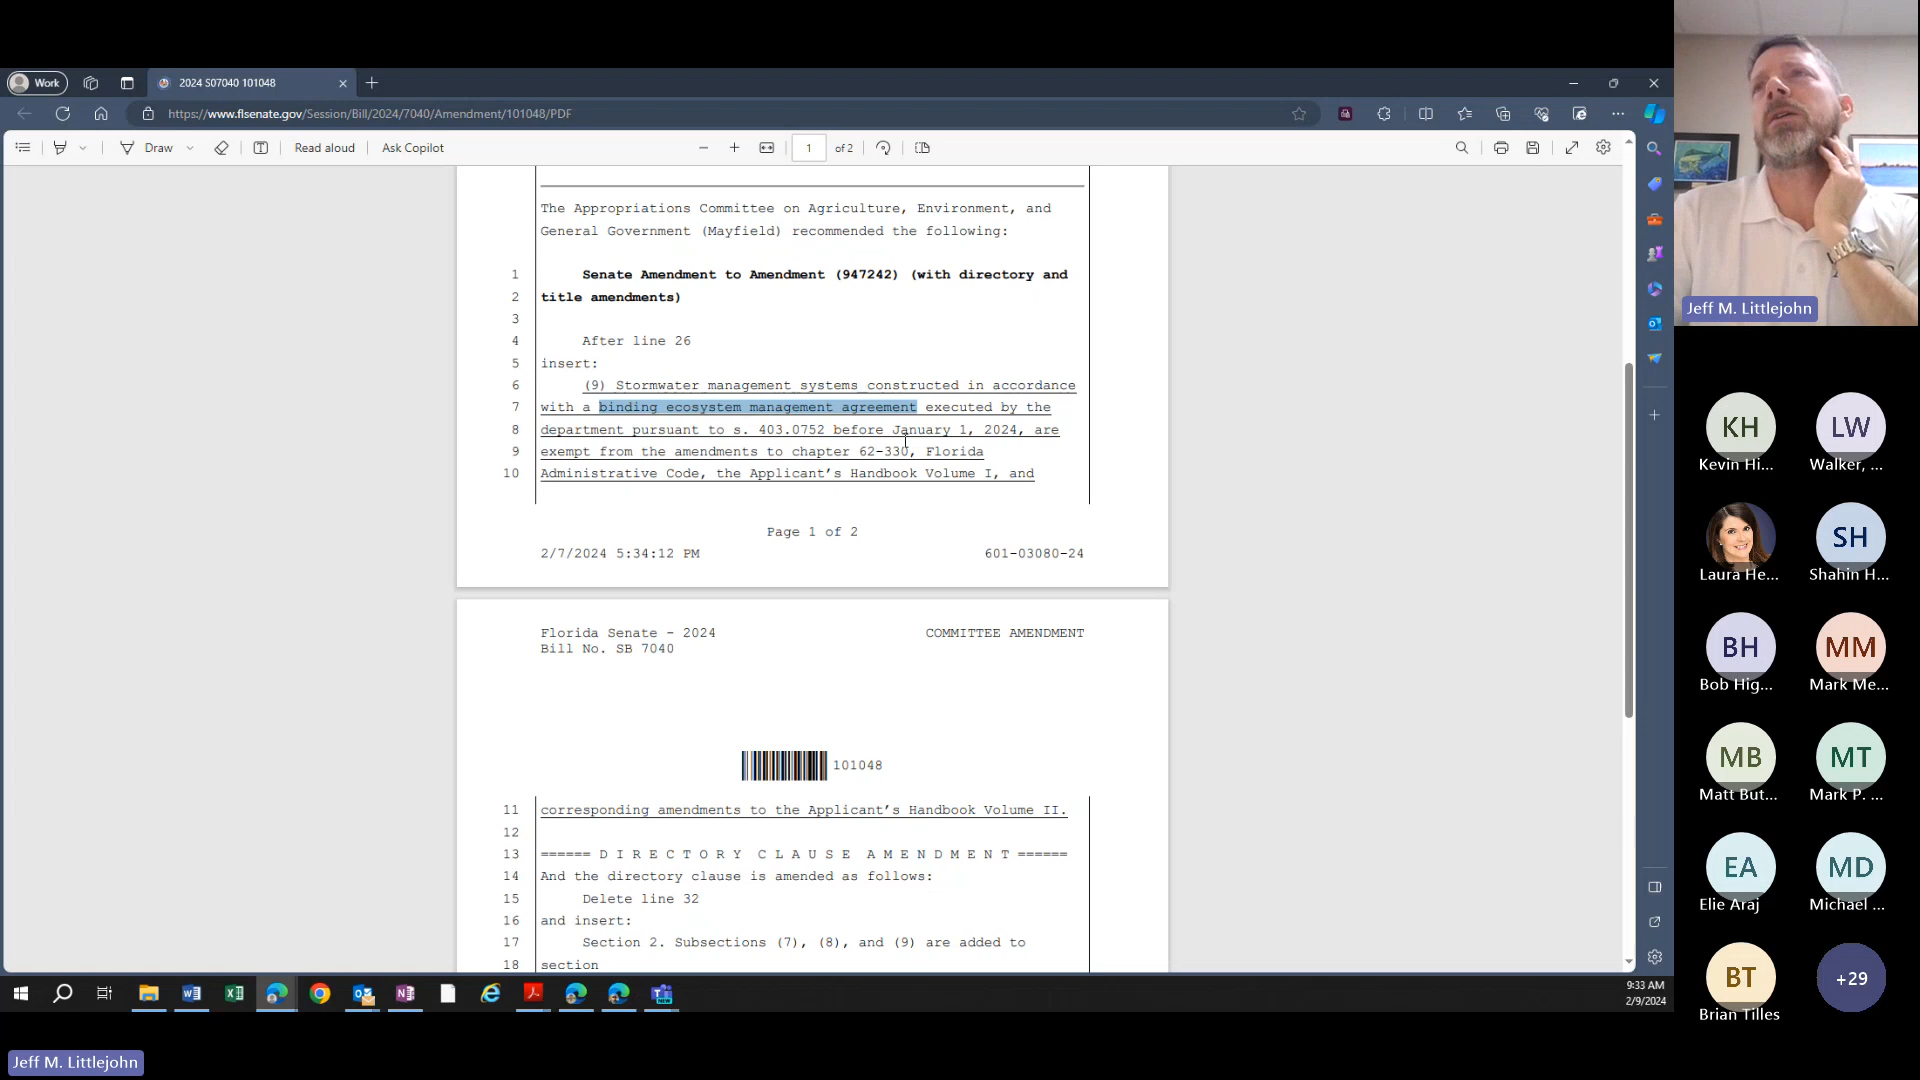 Work
2024 S07040 101048
https://www.flsenate.gov/Session/Bill/2024/7040/Amendment/101048/PDF
Draw
Read aloud
Ask Copilot
1
of 2
The Appropriations Committee on Agriculture, Environment, and
General Government (Mayfield) recommended the following:
1 Senate Amendment to Amendment (947242) (with directory and
2 title amendments)
3
4 After line 26
5 insert:
6 (9) Stormwater management systems constructed in accordance
7 with a binding ecosystem management agreement executed by the
8 department pursuant to s. 403.0752 before January 1, 2024, are
9 exempt from the amendments to chapter 62-330, Florida
10 Administrative Code, the Applicant's Handbook Volume I, and
Page 1 of 2
2/7/2024 5:34:12 PM 601-03080-24
Florida Senate - 2024 COMMITTEE AMENDMENT
Bill No. SB 7040
101048
11 corresponding amendments to the Applicant's Handbook Volume II.
12
13 ====== D I R E C T O R Y C L A U S E A M E N D M E N T ======
14 And the directory clause is amended as follows:
15 Delete line 32
16 and insert:
17 Section 2. Subsections (7), (8), and (9) are added to
18 section
9:33 AM
2/9/2024
Jeff M. Littlejohn
Jeff M. Littlejohn
KH
Kevin Hi...
LW
Walker, ...
Laura He...
SH
Shahin H...
BH
Bob Hig...
MM
Mark Me...
MB
Matt But...
MT
Mark P. ...
EA
Elie Araj
MD
Michael ...
BT
Brian Tilles
+29